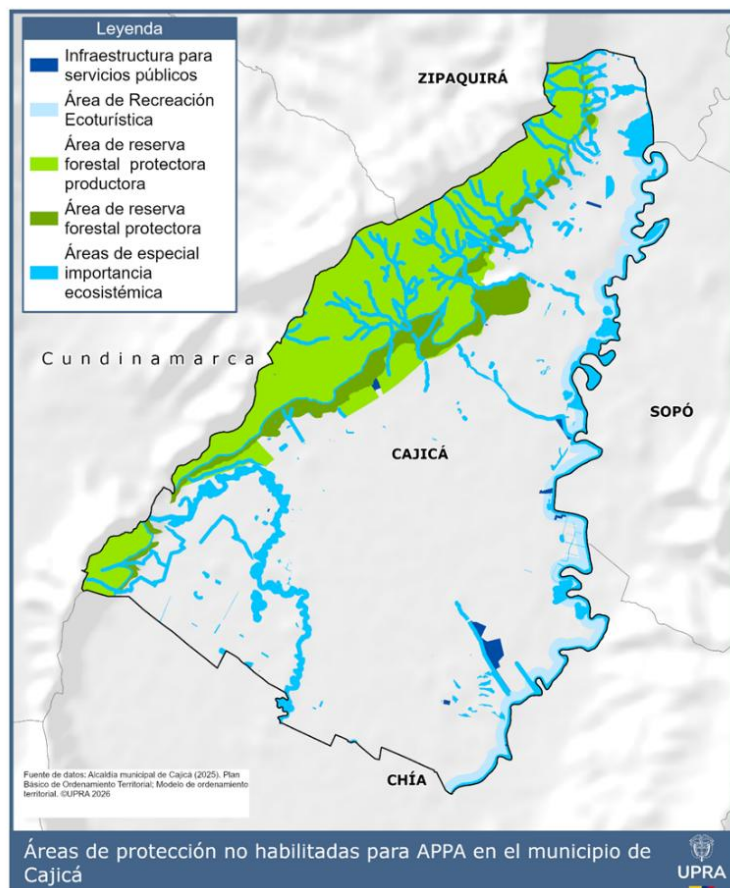 Leyenda
Infraestructura para
servicios públicos
Área de Recreación
Ecoturística
Área de reserva
forestal protectora
productora
Área de reserva
forestal protectora
Áreas de especial
importancia
ecosistémica
ZIPAQUIRÁ
Cundinamarca
SOPÓ
CAJICÁ
CHÍA
Fuente de datos: Alcaldía municipal de Cajicá (2025). Plan
Básico de Ordenamiento Territorial; Modelo de ordenamiento
territorial. ©UPRA 2026
Áreas de protección no habilitadas para APPA en el municipio de
Cajicá
UPRA